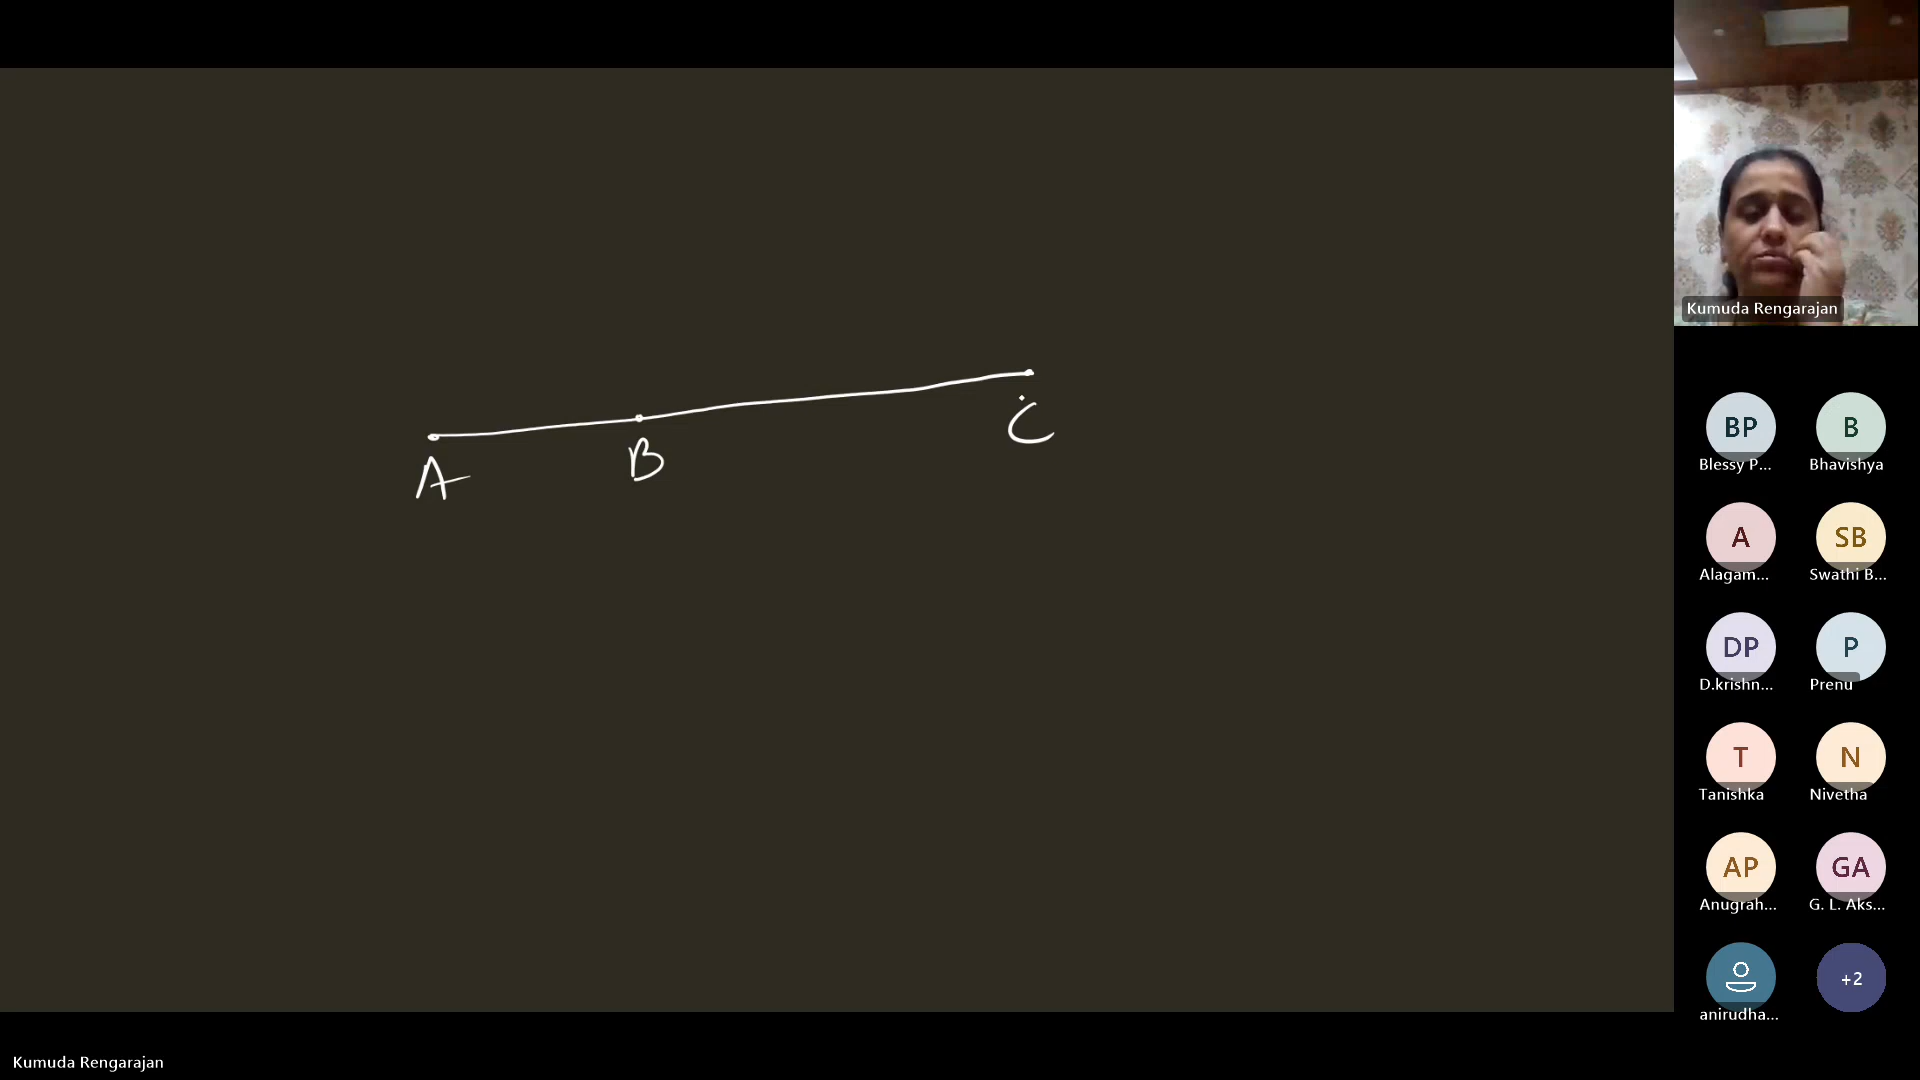 A
B
C
Kumuda Rengarajan
BP
B
Blessy P...
Bhavishya
A
SB
Alagam...
Swathi B...
DP
P
D.krishn...
Prenu
T
N
Tanishka
Nivetha
AP
GA
Anugrah...
G. L. Aks...
+2
anirudha...
Kumuda Rengarajan